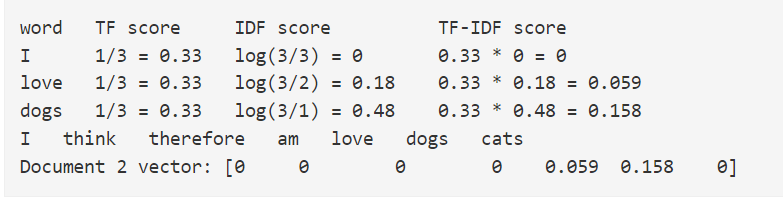 word TF score IDF score TF-IDF score
I 1/3 = 0.33 log(3/3) = 0 0.33 * 0 = 0
love 1/3 = 0.33 log(3/2) = 0.18 0.33 * 0.18 = 0.059
dogs 1/3 = 0.33 log(3/1) = 0.48 0.33 * 0.48 = 0.158
I think therefore am love dogs cats
Document 2 vector: [0 0 0 0 0.059 0.158 0]